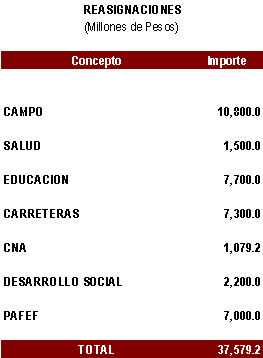 REASIGNACIONES
(Millones de Pesos)
Concepto Importe
CAMPO 10,800.0
SALUD 1,500.0
EDUCACION 7,700.0
CARRETERAS 7,300.0
CNA 1,079.2
DESARROLLO SOCIAL 2,200.0
PAFEF 7,000.0
TOTAL 37,579.2